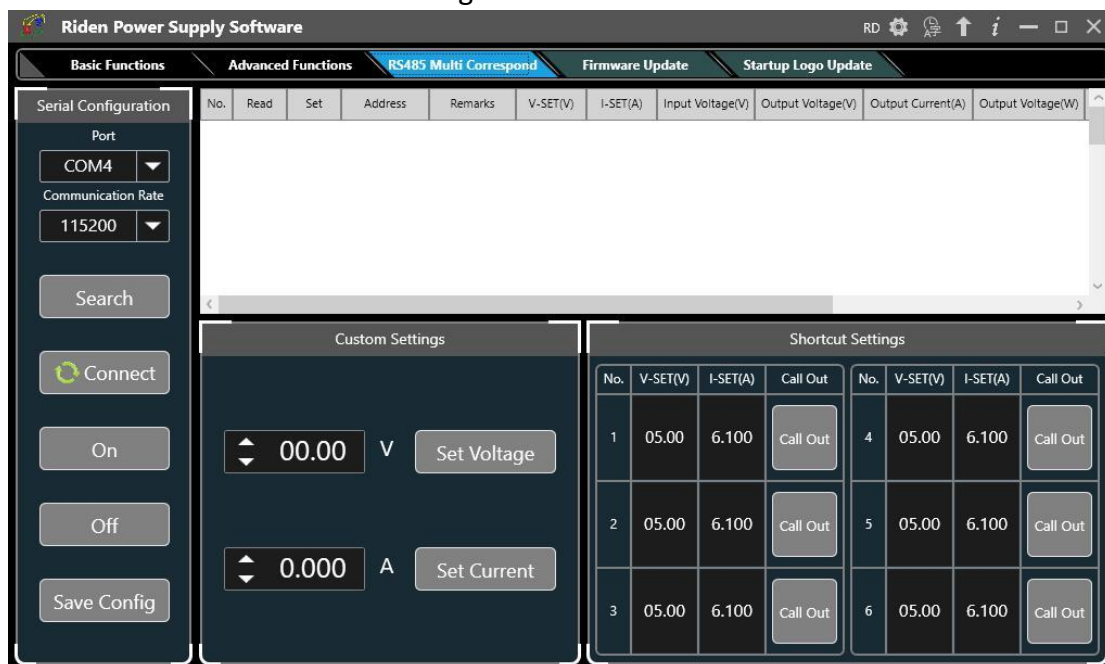 Riden Power Supply Software RD
Basic Functions Advanced Functions RS485 Multi Correspond Firmware Update Startup Logo Update
Serial Configuration
Port
COM4
Communication Rate
115200
Search
Connect
On
Off
Save Config
No. Read Set Address Remarks V-SET(V) I-SET(A) Input Voltage(V) Output Voltage(V) Output Current(A) Output Voltage(W)
Custom Settings
00.00 V Set Voltage
0.000 A Set Current
Shortcut Settings
No. V-SET(V) I-SET(A) Call Out No. V-SET(V) I-SET(A) Call Out
1 05.00 6.100 Call Out 4 05.00 6.100 Call Out
2 05.00 6.100 Call Out 5 05.00 6.100 Call Out
3 05.00 6.100 Call Out 6 05.00 6.100 Call Out